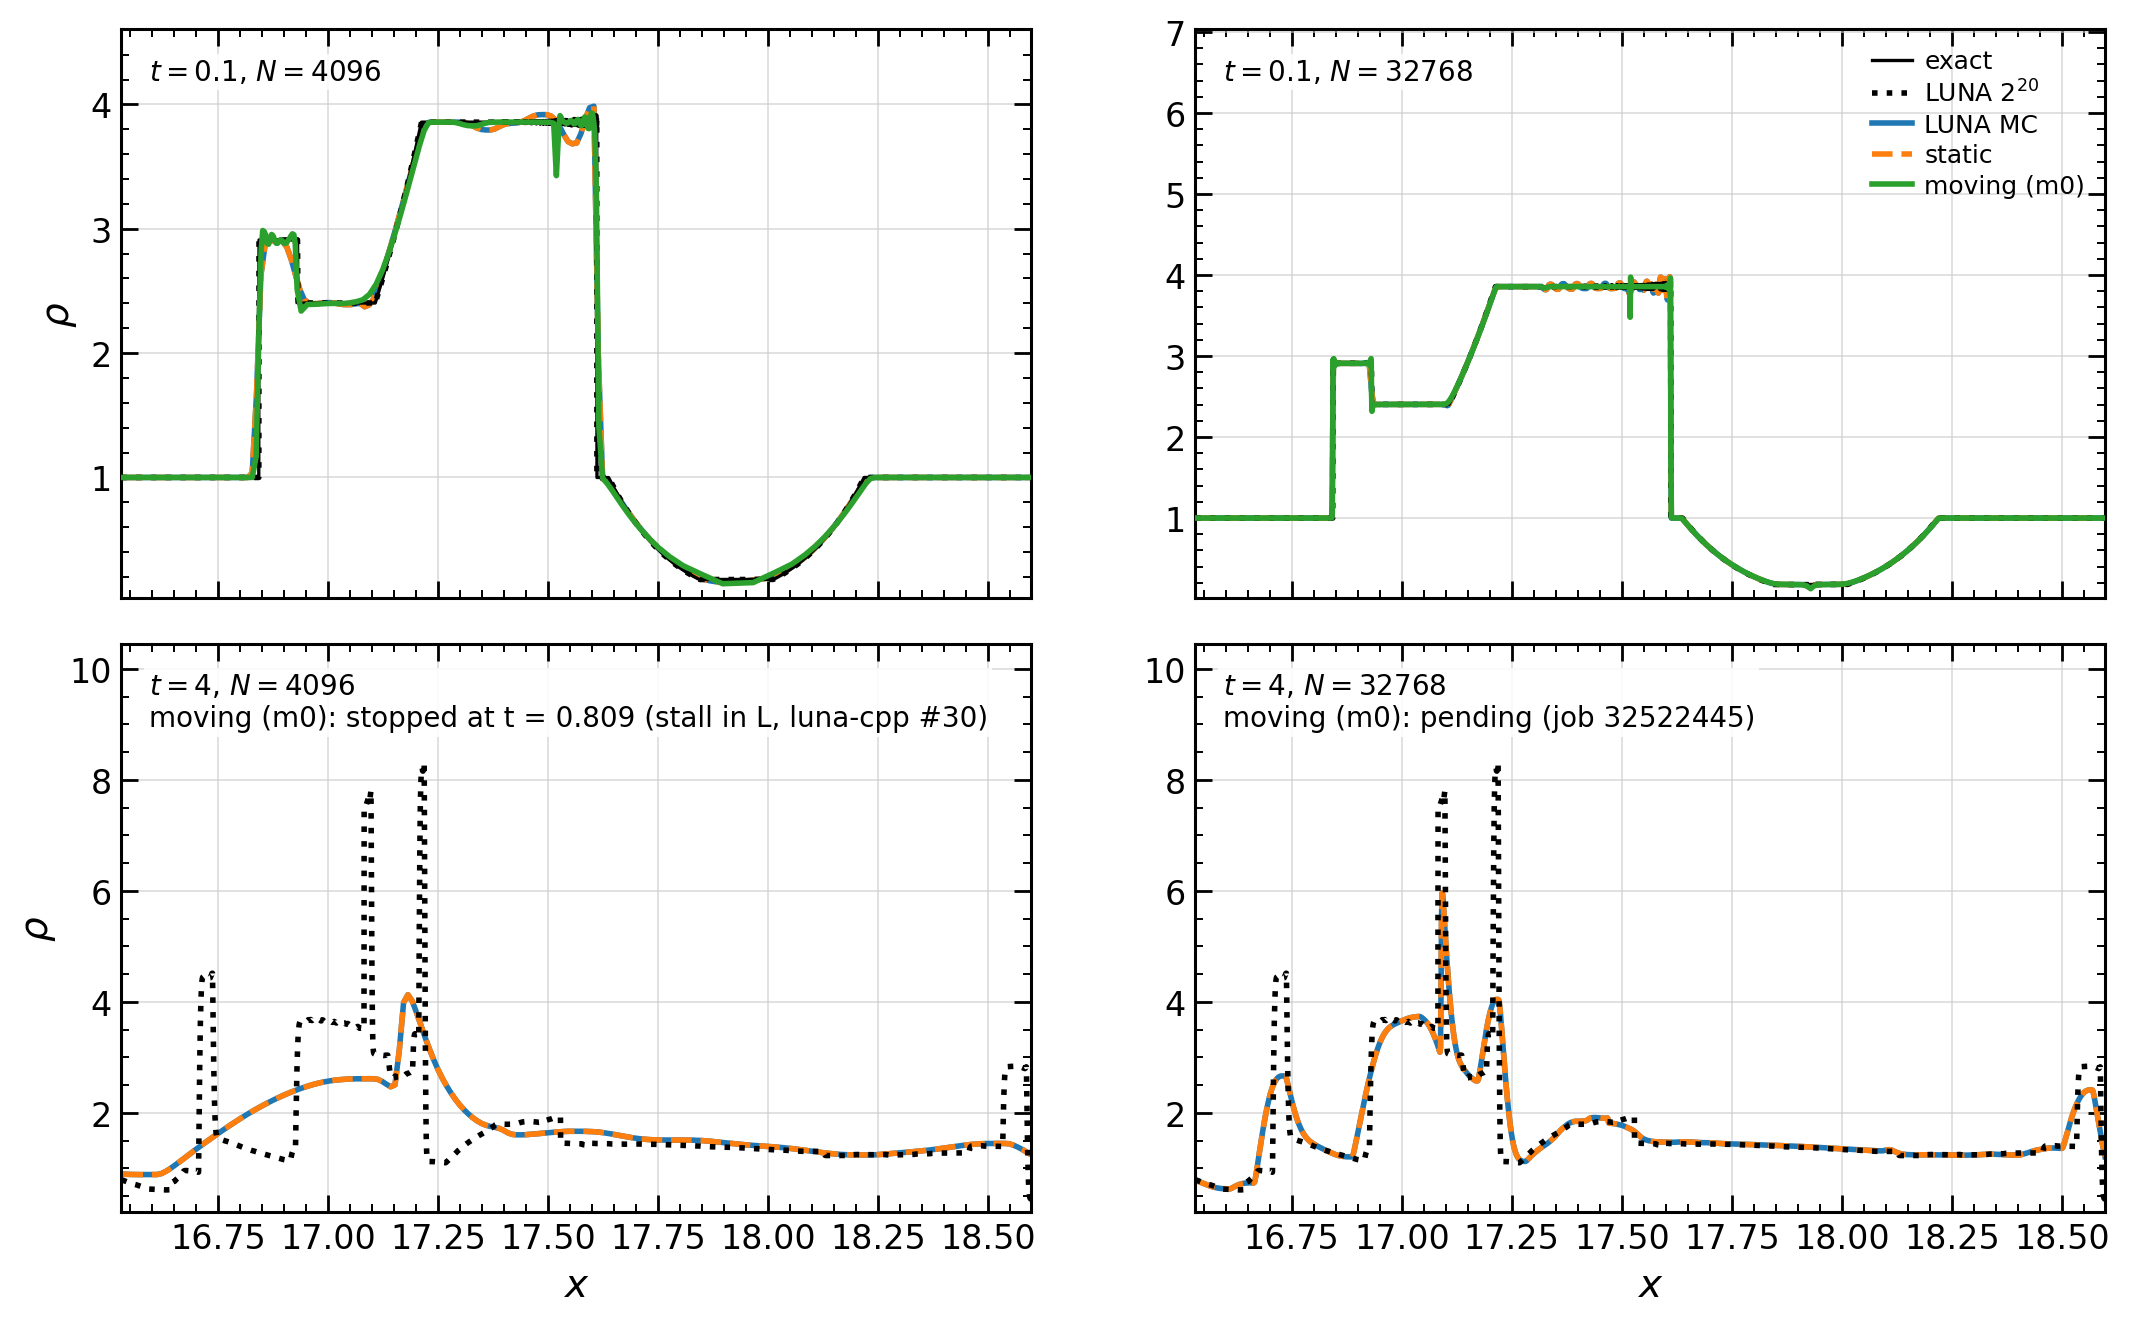 t = 0.1, N = 4096
4
3
2
1
ρ
t = 0.1, N = 32768
exact
LUNA 2²⁰
LUNA MC
static
moving (m0)
7
6
5
4
3
2
1
t = 4, N = 4096
moving (m0): stopped at t = 0.809 (stall in L, luna-cpp #30)
10
8
6
4
2
ρ
16.75 17.00 17.25 17.50 17.75 18.00 18.25 18.50
x
t = 4, N = 32768
moving (m0): pending (job 32522445)
10
8
6
4
2
16.75 17.00 17.25 17.50 17.75 18.00 18.25 18.50
x